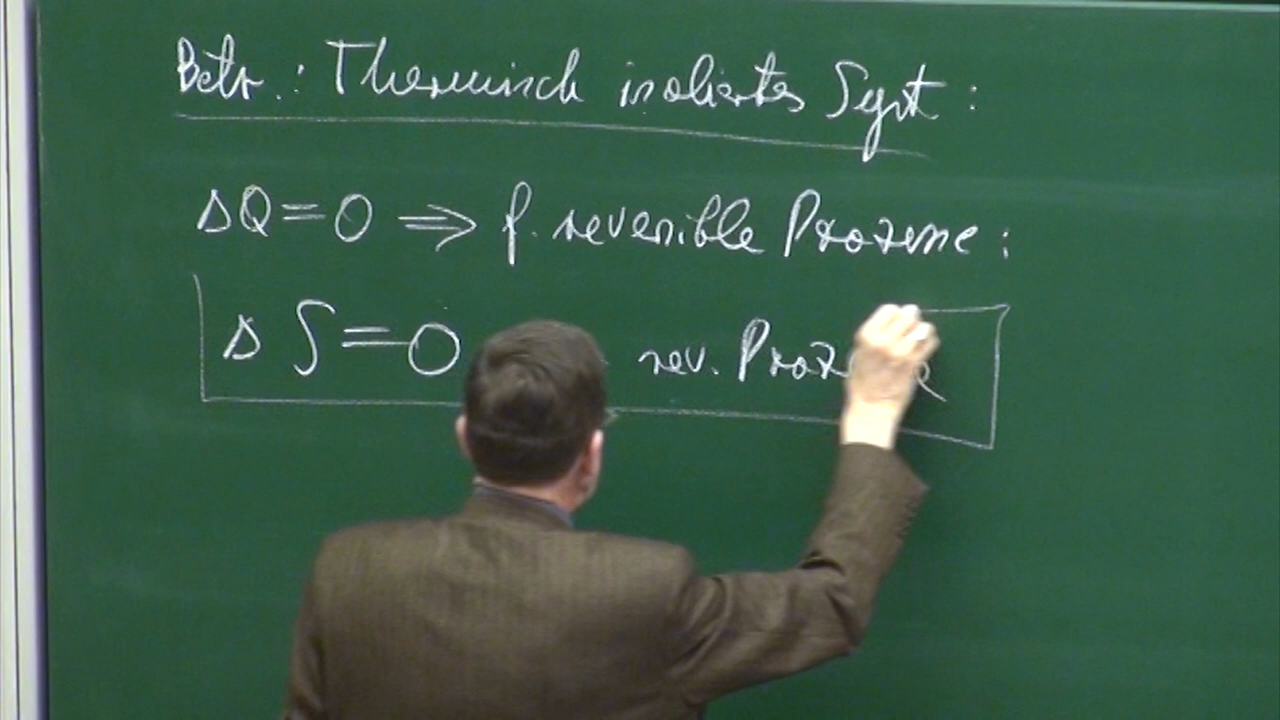 Betr.: Thermisch isoliertes Syst:
ΔQ=0 ⇒ f. reversible Prozesse:
ΔS=0 rev. Proz